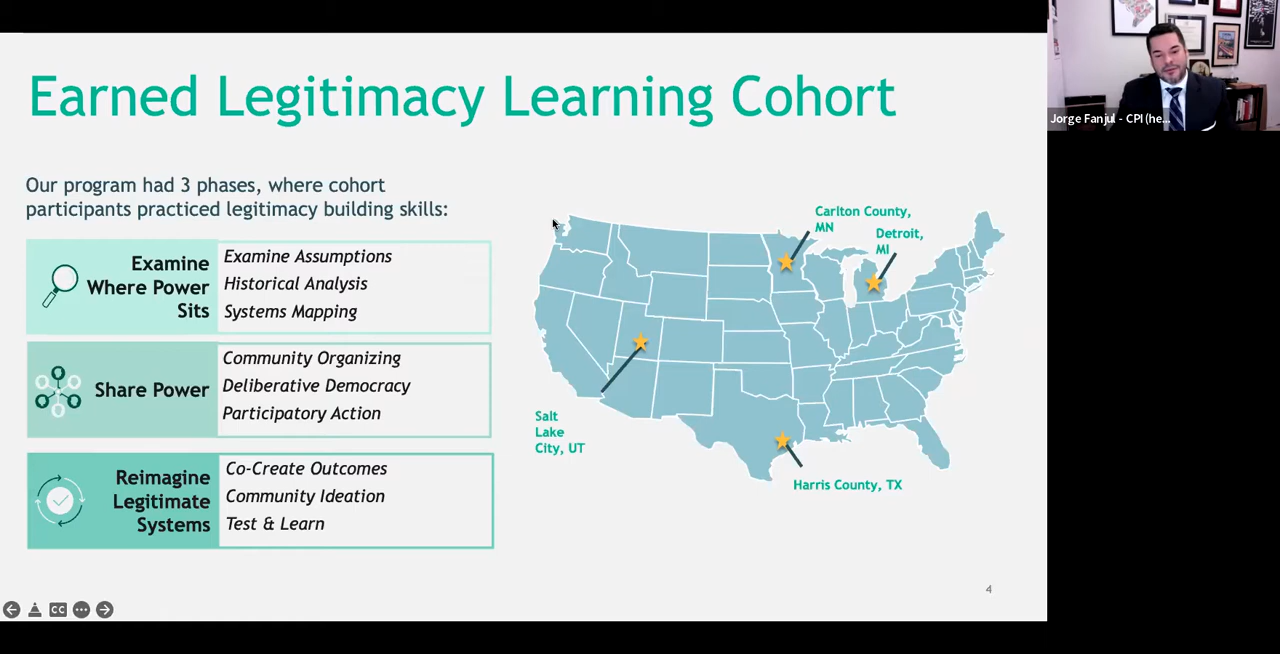 Earned Legitimacy Learning Cohort
Our program had 3 phases, where cohort
participants practiced legitimacy building skills:
Examine
Where Power
Sits
Examine Assumptions
Historical Analysis
Systems Mapping
Share Power
Community Organizing
Deliberative Democracy
Participatory Action
Reimagine
Legitimate
Systems
Co-Create Outcomes
Community Ideation
Test & Learn
Carlton County,
MN
Detroit,
MI
Salt
Lake
City, UT
Harris County, TX
4
CC
Jorge Fanjul - CPI (he...